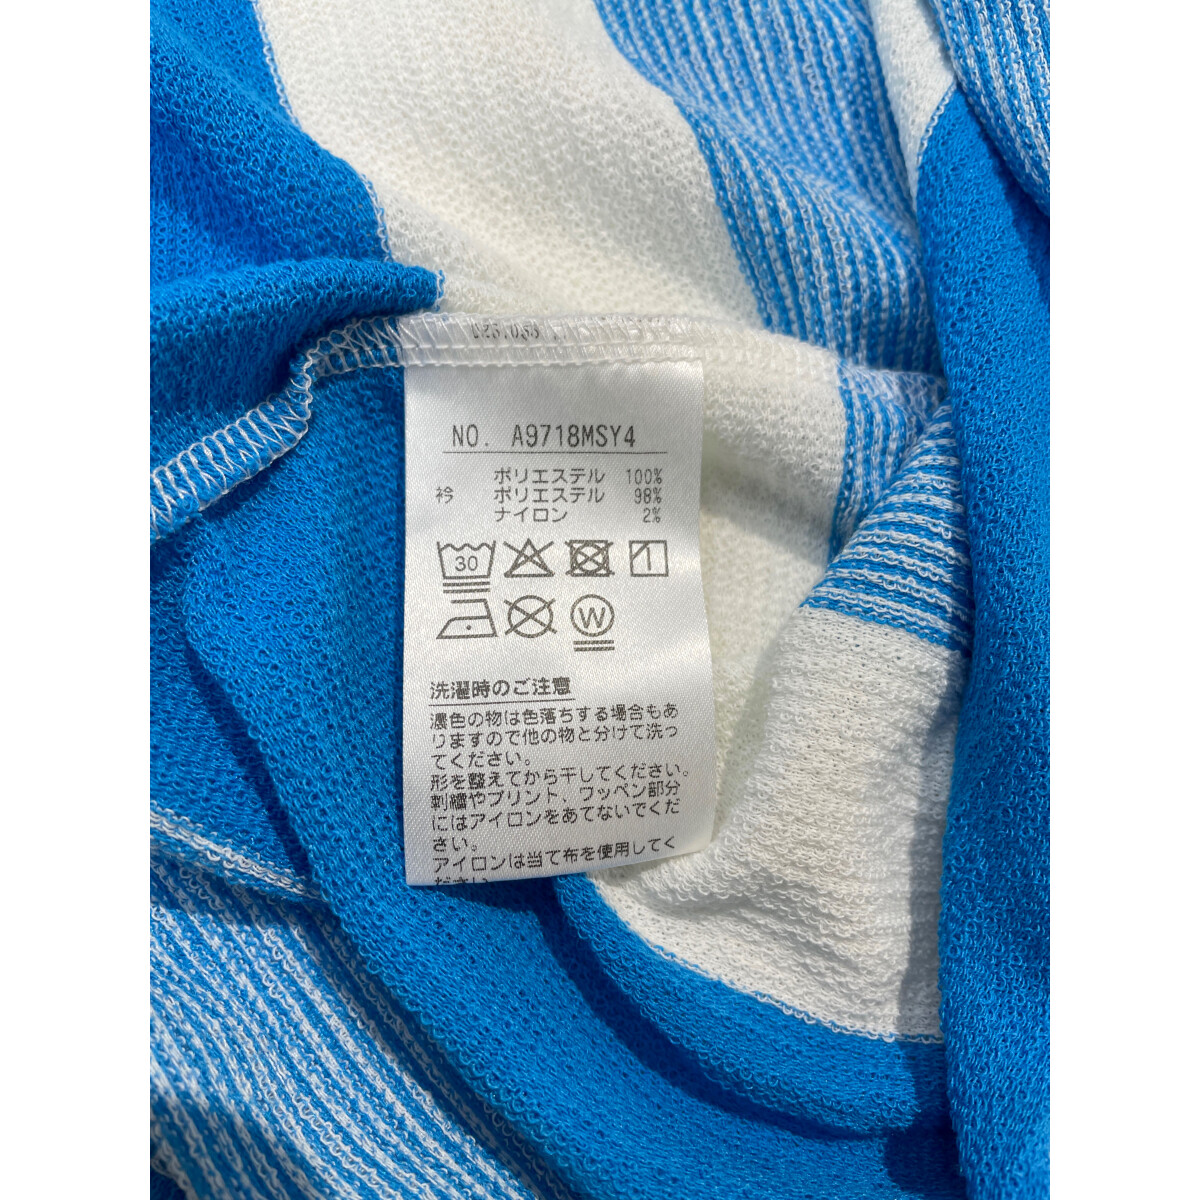 NO. A9718MSY4
ポリエステル 100%
衿 ポリエステル 98%
ナイロン 2%
30
W
洗濯時のご注意
濃色の物は色落ちする場合もあ
りますので他の物と分けて洗っ
てください。
形を整えてから干してください。
刺繍やプリント、ワッペン部分
にはアイロンをあてないでくだ
さい。
アイロンは当て布を使用してく
ださい